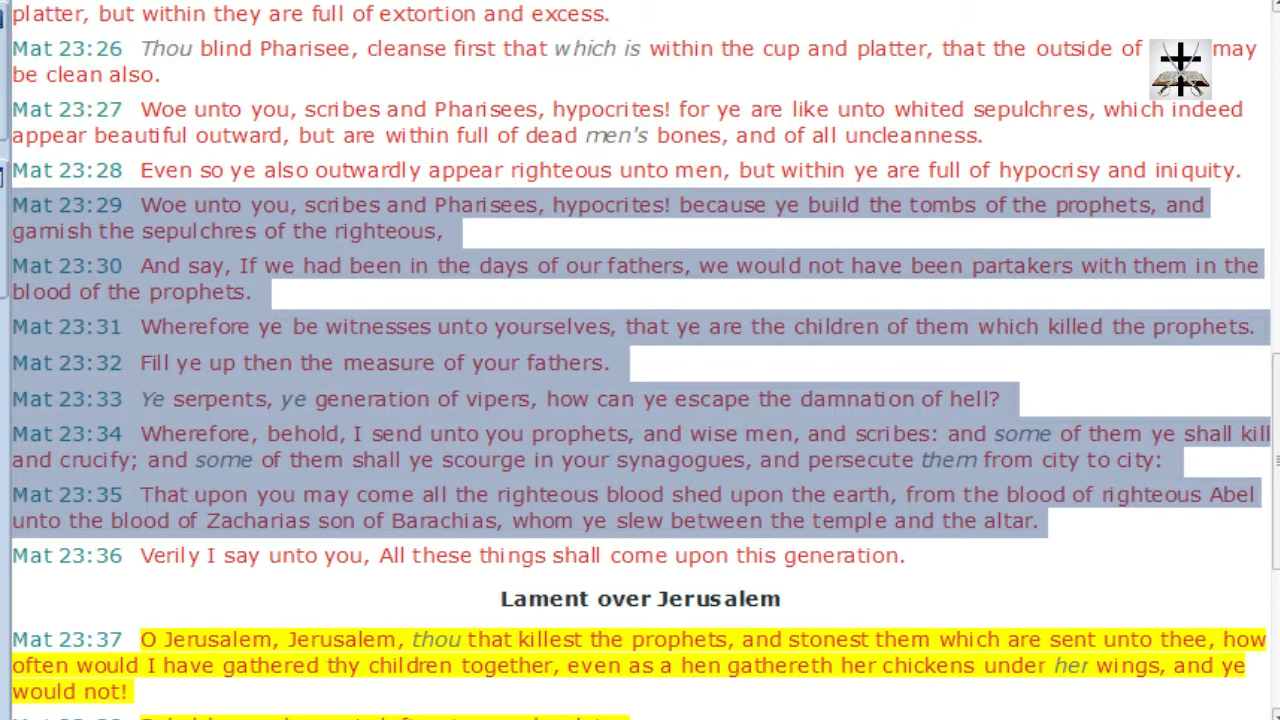 platter, but within they are full of extortion and excess.
Mat 23:26 Thou blind Pharisee, cleanse first that which is within the cup and platter, that the outside of may
be clean also.
Mat 23:27 Woe unto you, scribes and Pharisees, hypocrites! for ye are like unto whited sepulchres, which indeed
appear beautiful outward, but are within full of dead men's bones, and of all uncleanness.
Mat 23:28 Even so ye also outwardly appear righteous unto men, but within ye are full of hypocrisy and iniquity.
Mat 23:29 Woe unto you, scribes and Pharisees, hypocrites! because ye build the tombs of the prophets, and
garnish the sepulchres of the righteous,
Mat 23:30 And say, If we had been in the days of our fathers, we would not have been partakers with them in the
blood of the prophets.
Mat 23:31 Wherefore ye be witnesses unto yourselves, that ye are the children of them which killed the prophets.
Mat 23:32 Fill ye up then the measure of your fathers.
Mat 23:33 Ye serpents, ye generation of vipers, how can ye escape the damnation of hell?
Mat 23:34 Wherefore, behold, I send unto you prophets, and wise men, and scribes: and some of them ye shall kill
and crucify; and some of them shall ye scourge in your synagogues, and persecute them from city to city:
Mat 23:35 That upon you may come all the righteous blood shed upon the earth, from the blood of righteous Abel
unto the blood of Zacharias son of Barachias, whom ye slew between the temple and the altar.
Mat 23:36 Verily I say unto you, All these things shall come upon this generation.
Lament over Jerusalem
Mat 23:37 O Jerusalem, Jerusalem, thou that killest the prophets, and stonest them which are sent unto thee, how
often would I have gathered thy children together, even as a hen gathereth her chickens under her wings, and ye
would not!